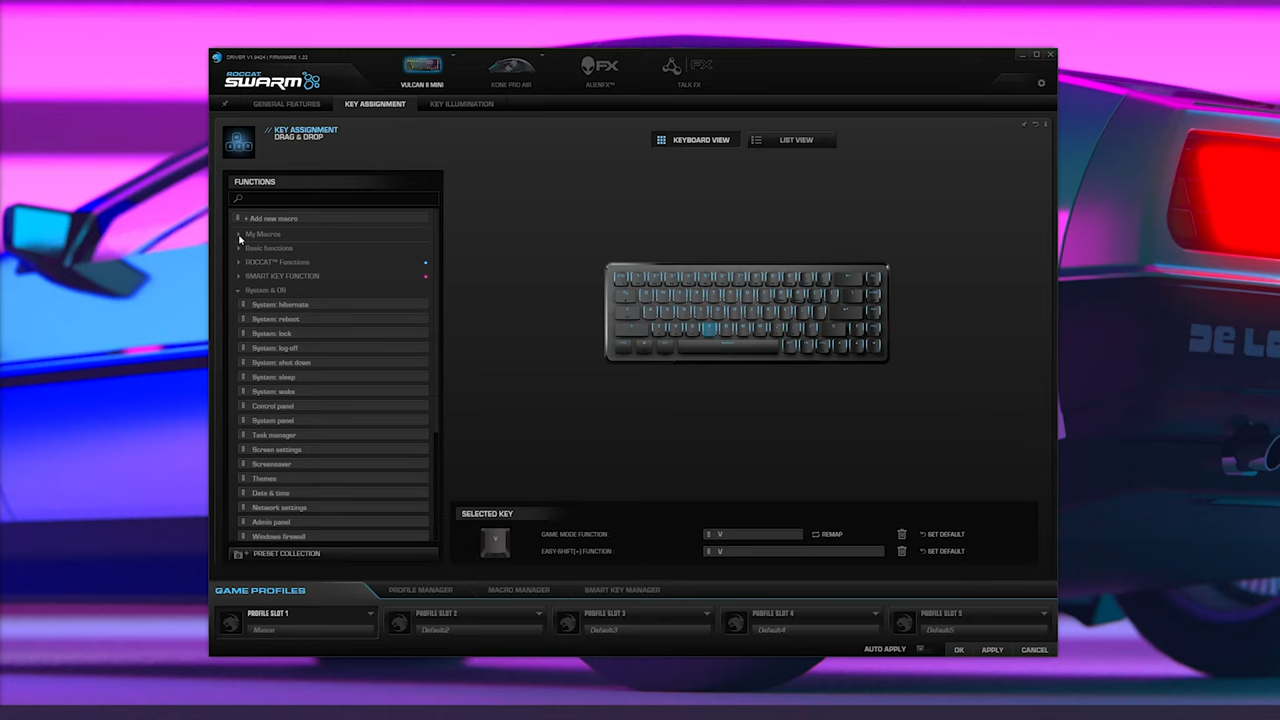 DRIVER V1.9424 | FIRMWARE 1.22
ROCCAT
SWARM
VULCAN II MINI
KONE PRO AIR
FX
ALIENFX™
FX
TALK FX
GENERAL FEATURES
KEY ASSIGNMENT
KEY ILLUMINATION
// KEY ASSIGNMENT
DRAG & DROP
KEYBOARD VIEW
LIST VIEW
FUNCTIONS
+ Add new macro
My Macros
Basic functions
ROCCAT™ Functions
SMART KEY FUNCTION
System & OS
System: hibernate
System: reboot
System: lock
System: log-off
System: shut down
System: sleep
System: wake
Control panel
System panel
Task manager
Screen settings
Screensaver
Themes
Date & time
Network settings
Admin panel
Windows firewall
PRESET COLLECTION
SELECTED KEY
V
GAME MODE FUNCTION:
V
REMAP
SET DEFAULT
EASY-SHIFT[+] FUNCTION:
V
SET DEFAULT
GAME PROFILES
PROFILE MANAGER
MACRO MANAGER
SMART KEY MANAGER
PROFILE SLOT 1
Mason
PROFILE SLOT 2
Default2
PROFILE SLOT 3
Default3
PROFILE SLOT 4
Default4
PROFILE SLOT 5
Default5
AUTO APPLY
OK
APPLY
CANCEL